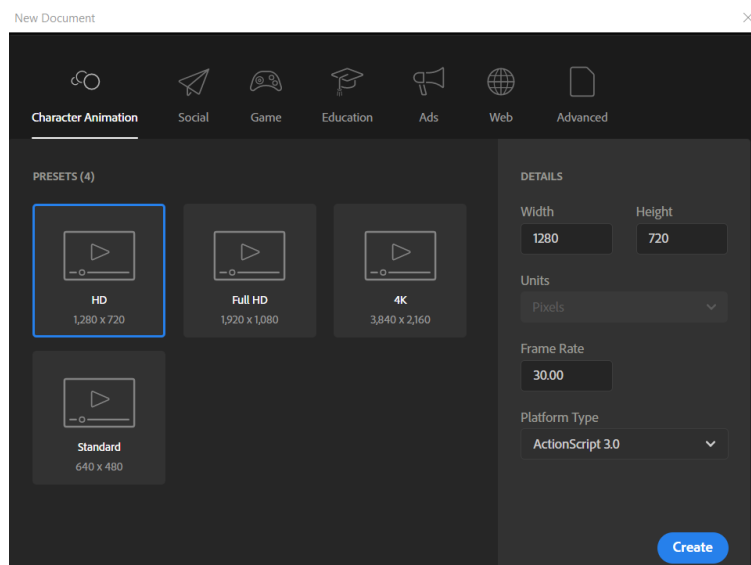 New Document
Character Animation
Social
Game
Education
Ads
Web
Advanced
PRESETS (4)
HD
1,280 x 720
Full HD
1,920 x 1,080
4K
3,840 x 2,160
Standard
640 x 480
DETAILS
Width
Height
1280
720
Units
Pixels
Frame Rate
30.00
Platform Type
ActionScript 3.0
Create